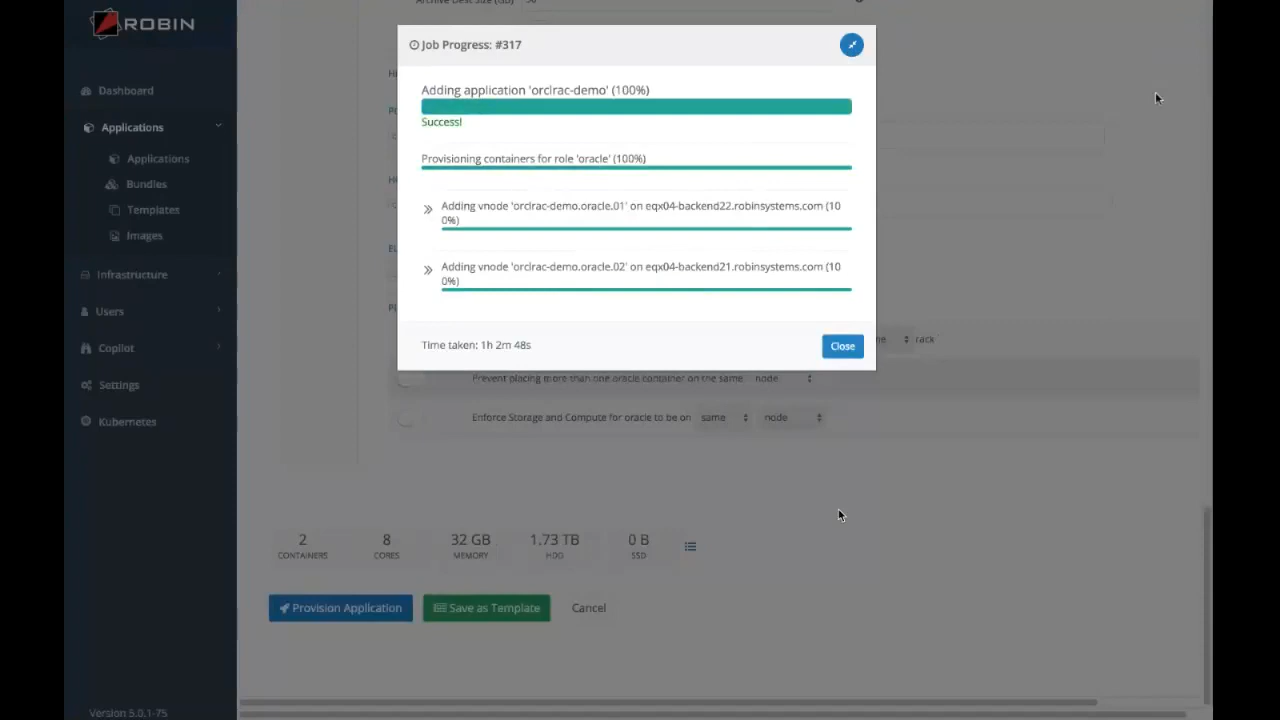 ROBIN
Dashboard
Applications
Applications
Bundles
Templates
Images
Infrastructure
Users
Copilot
Settings
Kubernetes
Version 5.0.1-75
Job Progress: #317
Adding application 'orclrac-demo' (100%)
Success!
Provisioning containers for role 'oracle' (100%)
Adding vnode 'orclrac-demo.oracle.01' on eqx04-backend22.robinsystems.com (10
0%)
Adding vnode 'orclrac-demo.oracle.02' on eqx04-backend21.robinsystems.com (10
0%)
Time taken: 1h 2m 48s
Close
rack
Prevent placing more than one oracle container on the same node
Enforce Storage and Compute for oracle to be on same node
2 8 32 GB 1.73 TB 0 B
CONTAINERS CORES MEMORY HDD SSD
Provision Application Save as Template Cancel